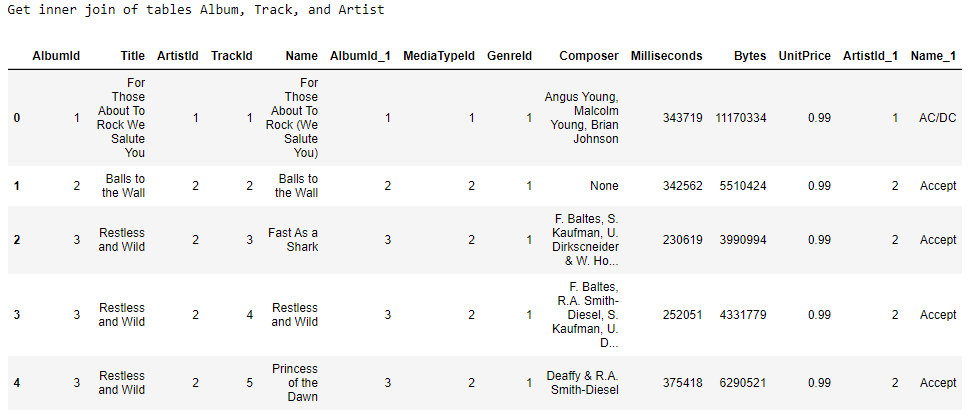 Get inner join of tables Album, Track, and Artist
AlbumId Title ArtistId TrackId Name AlbumId_1 MediaTypeId GenreId Composer Milliseconds Bytes UnitPrice ArtistId_1 Name_1
0 1 For Those About To Rock We Salute You 1 1 For Those About To Rock (We Salute You) 1 1 1 Angus Young, Malcolm Young, Brian Johnson 343719 11170334 0.99 1 AC/DC
1 2 Balls to the Wall 2 2 Balls to the Wall 2 2 1 None 342562 5510424 0.99 2 Accept
2 3 Restless and Wild 2 3 Fast As a Shark 3 2 1 F. Baltes, S. Kaufman, U. Dirkscneider & W. Ho... 230619 3990994 0.99 2 Accept
3 3 Restless and Wild 2 4 Restless and Wild 3 2 1 F. Baltes, R.A. Smith-Diesel, S. Kaufman, U. D... 252051 4331779 0.99 2 Accept
4 3 Restless and Wild 2 5 Princess of the Dawn 3 2 1 Deaffy & R.A. Smith-Diesel 375418 6290521 0.99 2 Accept